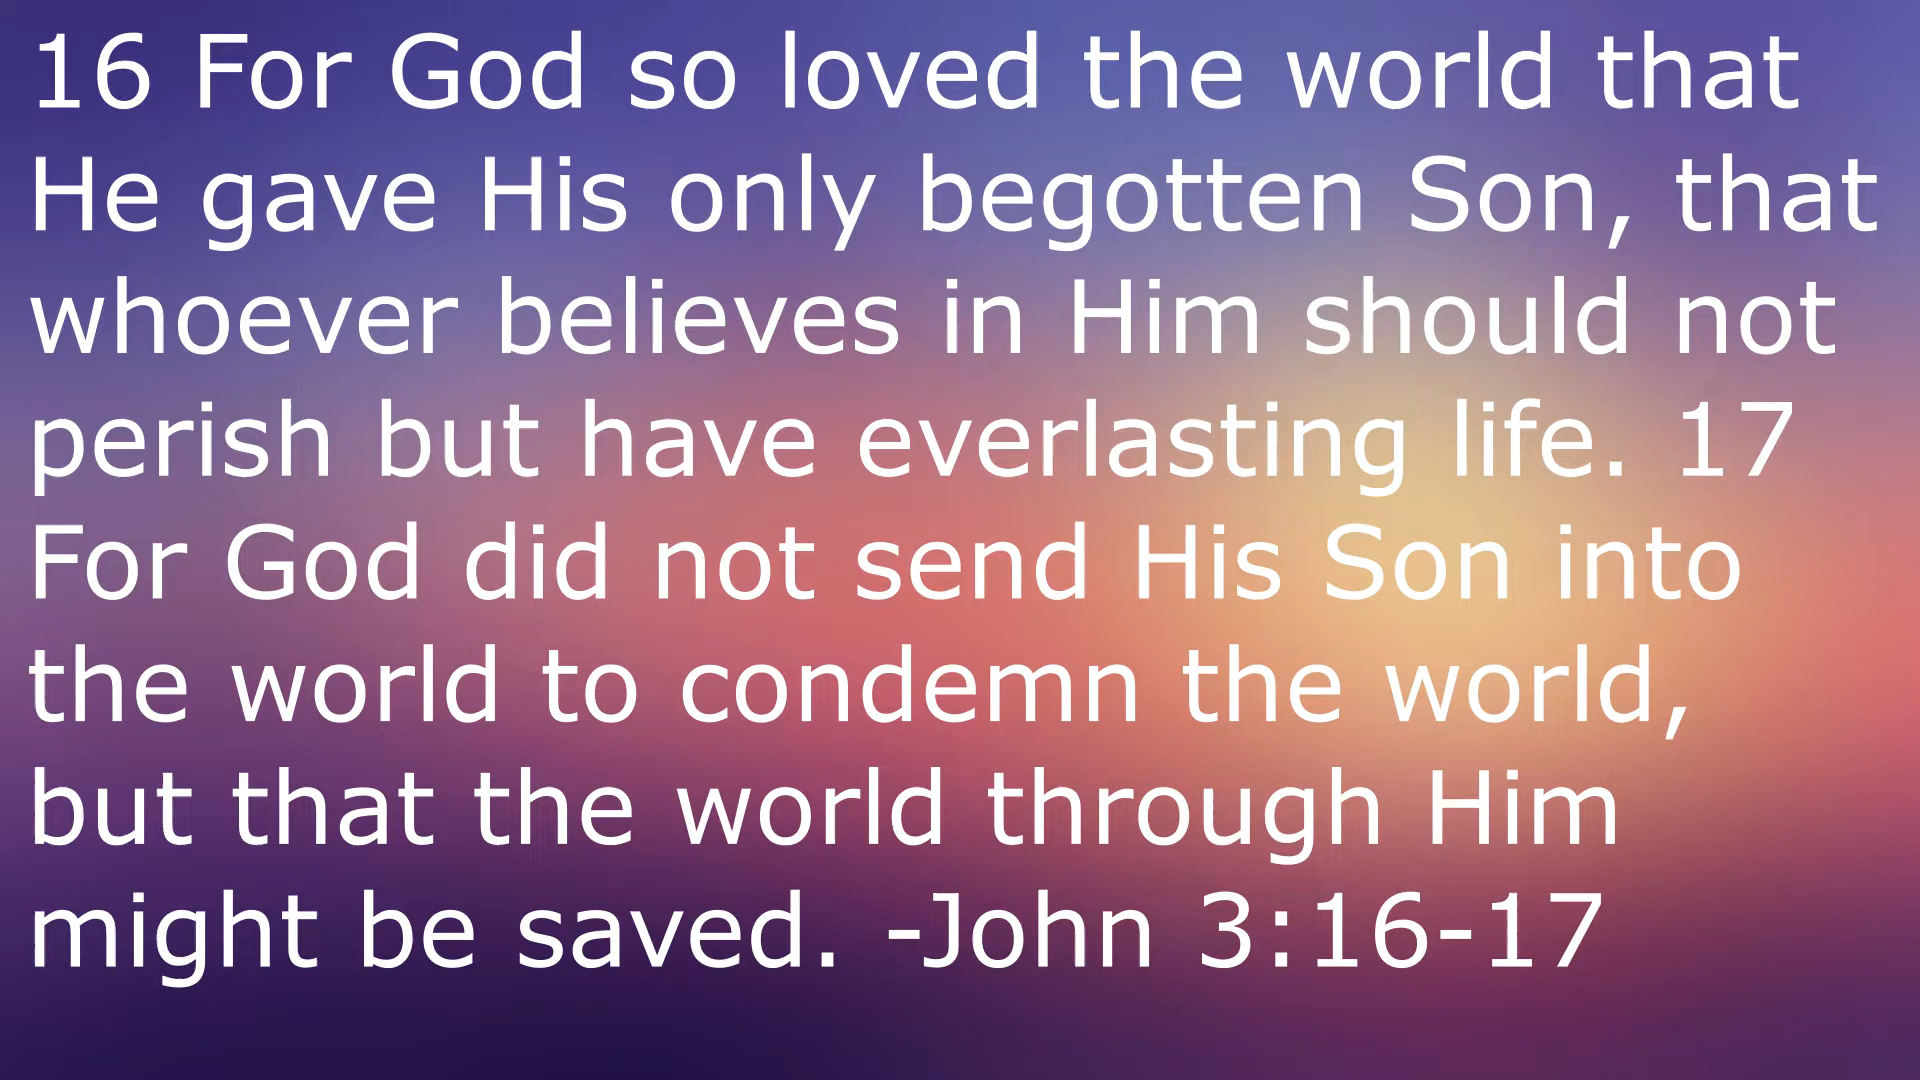 16 For God so loved the world that
He gave His only begotten Son, that
whoever believes in Him should not
perish but have everlasting life. 17
For God did not send His Son into
the world to condemn the world,
but that the world through Him
might be saved. -John 3:16-17